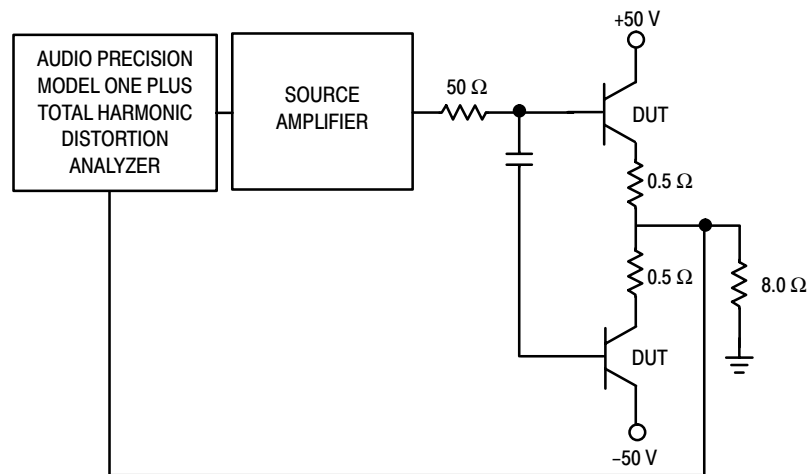 AUDIO PRECISION
MODEL ONE PLUS
TOTAL HARMONIC
DISTORTION
ANALYZER
SOURCE
AMPLIFIER
50 Ω
+50 V
DUT
0.5 Ω
0.5 Ω
8.0 Ω
DUT
–50 V